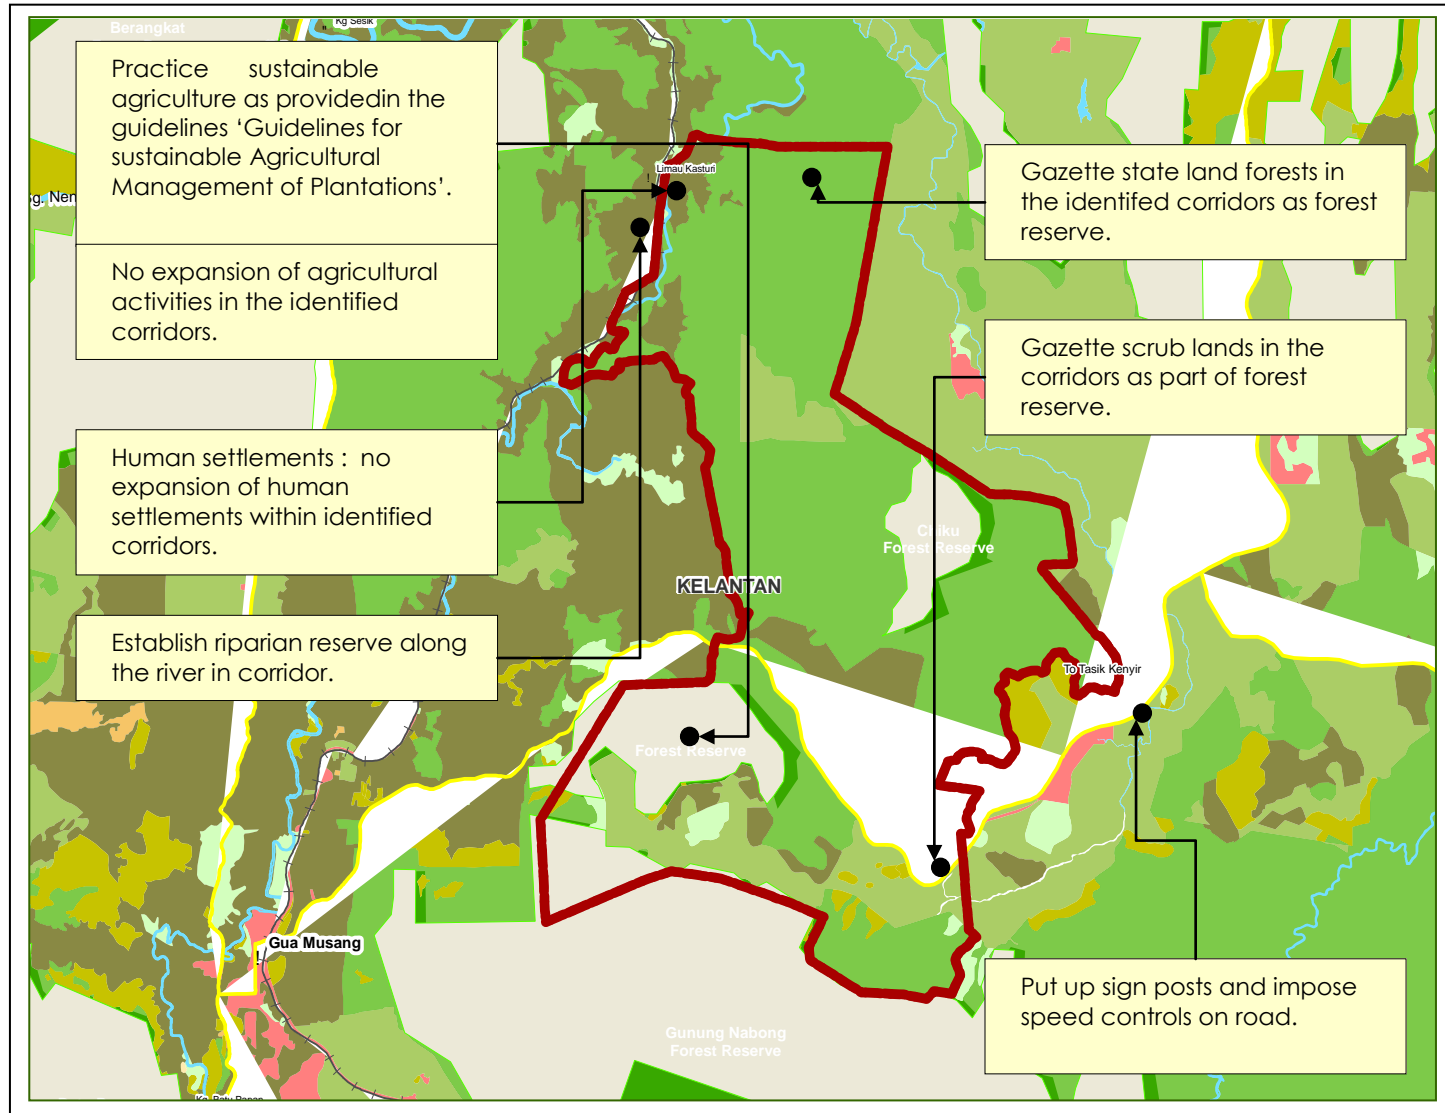 Berangkat
Kg Sesik
Practice sustainable
agriculture as providedin the
guidelines ‘Guidelines for
sustainable Agricultural
Management of Plantations’.
No expansion of agricultural
activities in the identified
corridors.
Human settlements : no
expansion of human
settlements within identified
corridors.
Establish riparian reserve along
the river in corridor.
Limau Kasturi
Gazette state land forests in
the identifed corridors as forest
reserve.
Gazette scrub lands in the
corridors as part of forest
reserve.
Chiku
Forest Reserve
KELANTAN
To Tasik Kenyir
Forest Reserve
Gua Musang
Gunung Nabong
Forest Reserve
Put up sign posts and impose
speed controls on road.